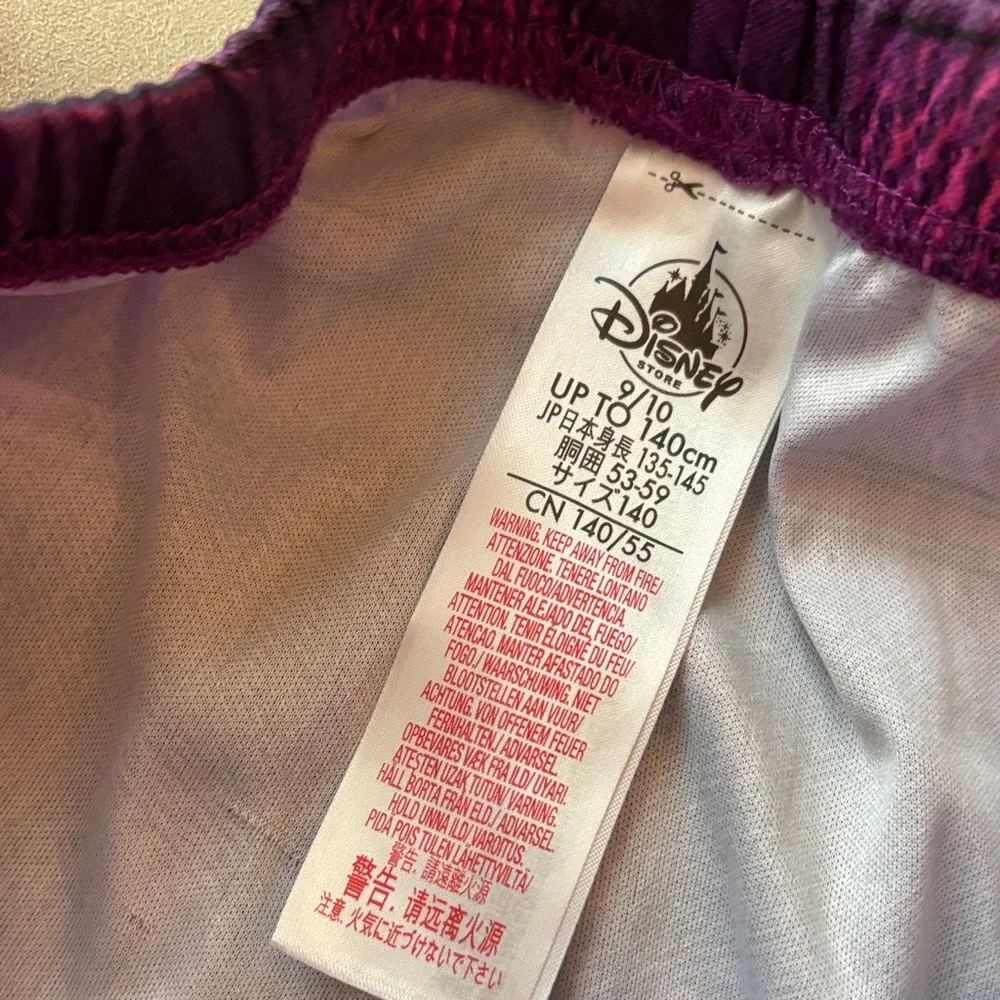 Disney
STORE
9/10
UP TO 140cm
JP日本身長 135-145
胴囲 53-59
サイズ140
CN 140/55
WARNING. KEEP AWAY FROM FIRE/
ATTENZIONE. TENERE LONTANO
DAL FUOCO/ADVERTENCIA.
MANTENER ALEJADO DEL FUEGO/
ATTENTION. TENIR ÉLOIGNÉ DU FEU/
ATENCAO. MANTER AFASTADO DO
FOGO./ WAARSCHUWING. NIET
BLOOTSTELLEN AAN VUUR/
ACHTUNG. VON OFFENEM FEUER
FERNHALTEN./ ADVARSEL.
OPBEVARES VÆK FRA ILD/ UYARI.
ATESTEN UZAK TUTUN/ VARNING.
HÅLL BORTA FRÅN ELD./ ADVARSEL.
HOLD UNNA ILD/ VAROITUS.
PIDA POIS TULEN LÄHETTYVILTÄ/
警告. 請遠離火源
警告. 请远离火源
注意. 火気に近づけないで下さい